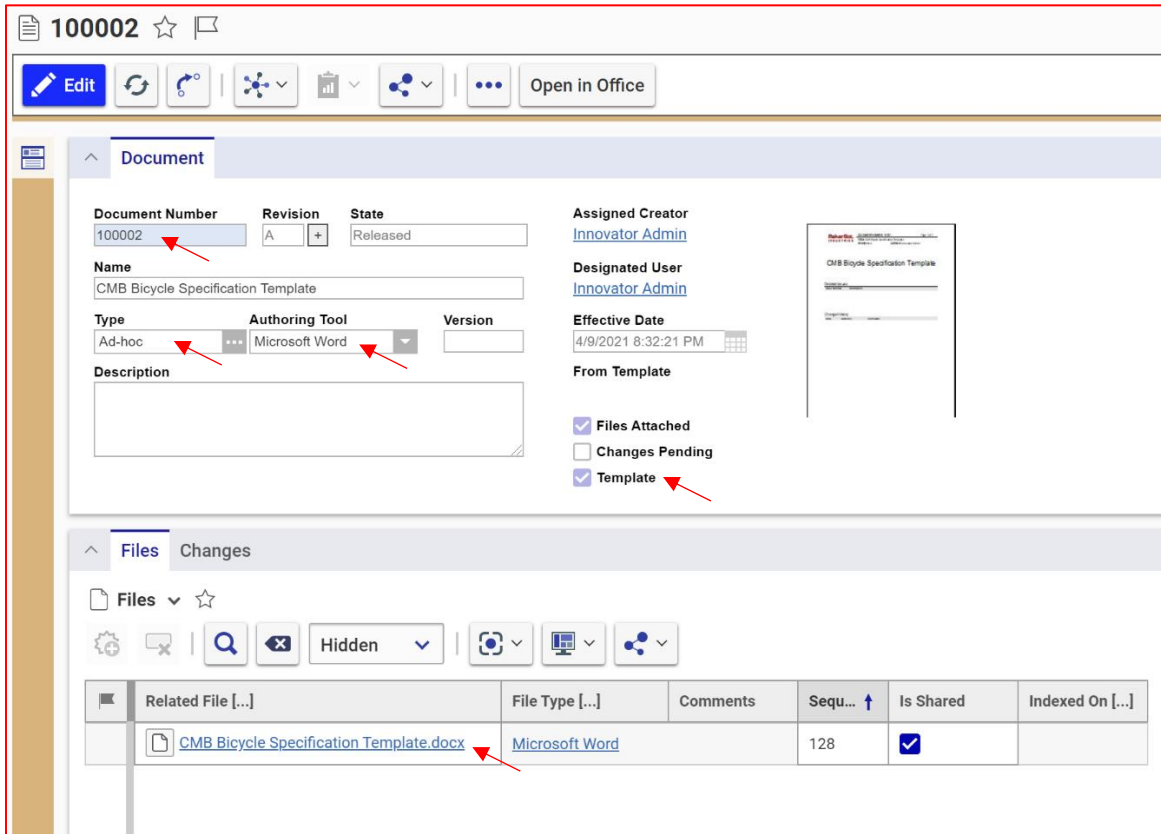 100002
Edit
Open in Office
Document
Document Number Revision State
100002 A + Released
Name
CMB Bicycle Specification Template
Type Authoring Tool Version
Ad-hoc ... Microsoft Word
Description
Assigned Creator
Innovator Admin
Designated User
Innovator Admin
Effective Date
4/9/2021 8:32:21 PM
From Template
Files Attached
Changes Pending
Template
CMB Bicycle Specification Template
Files Changes
Files
Hidden
Related File [...] File Type [...] Comments Sequ... Is Shared Indexed On [...]
CMB Bicycle Specification Template.docx Microsoft Word 128